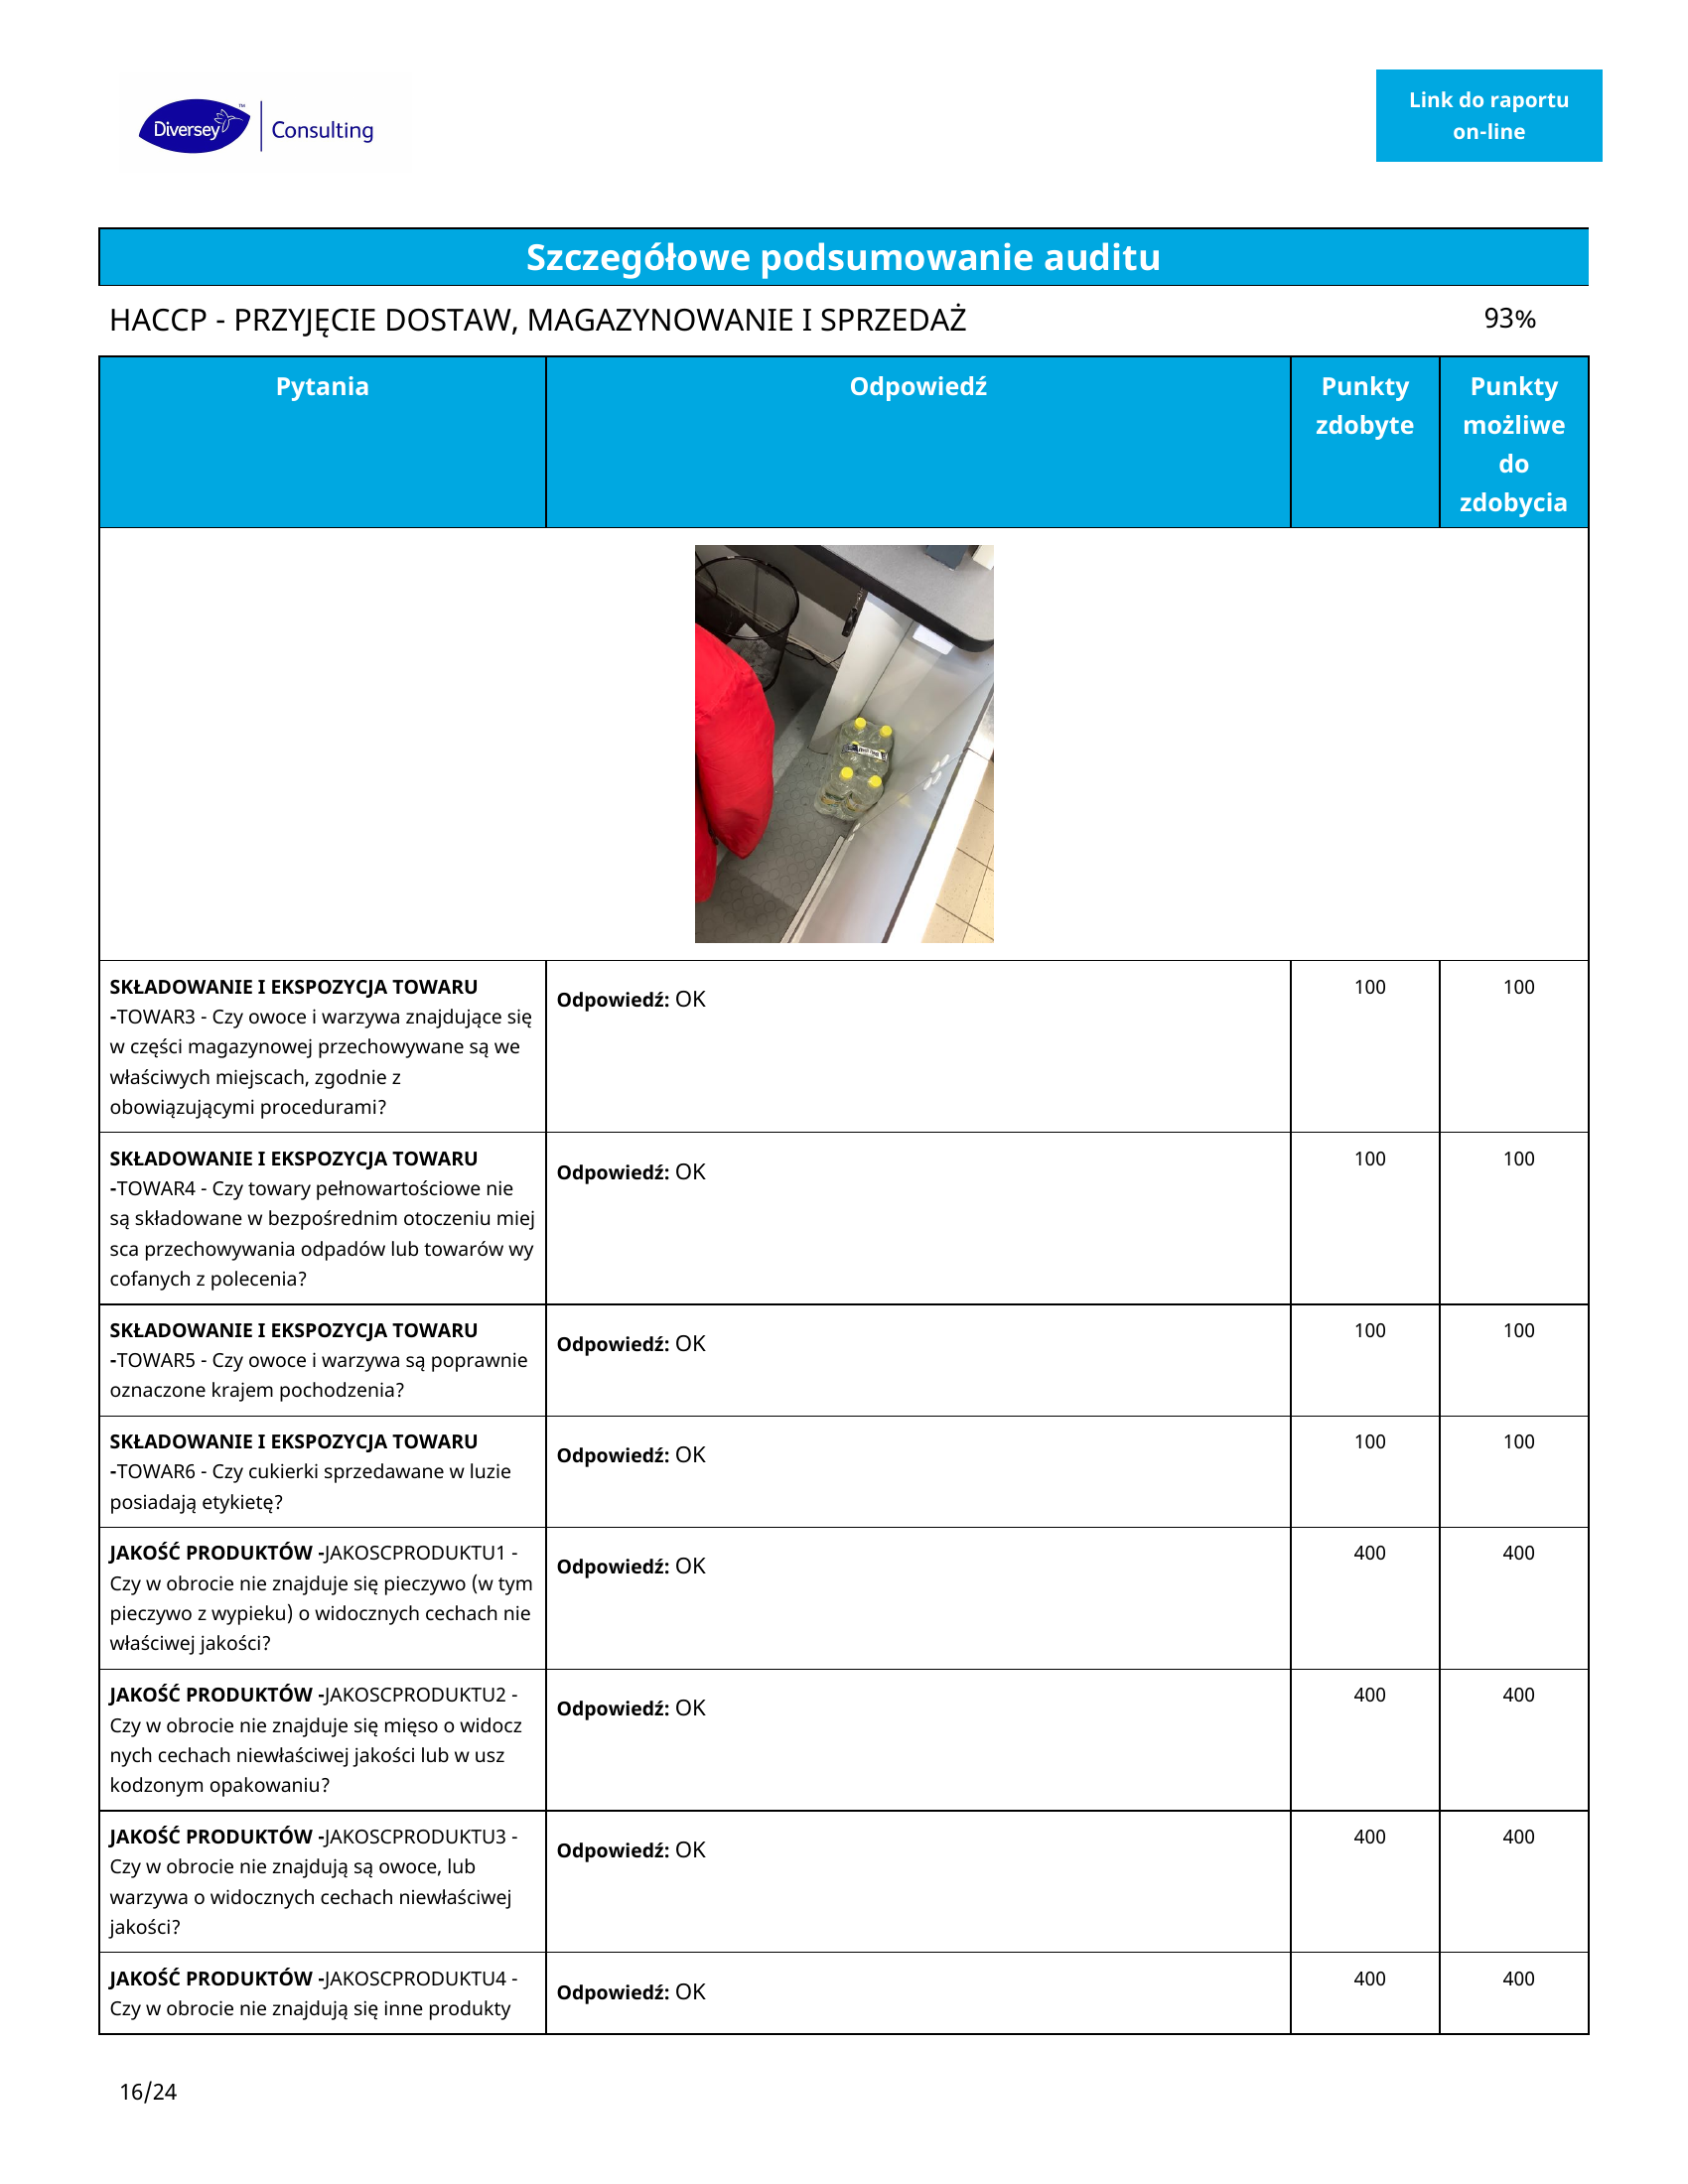 Diversey™
Consulting
Link do raportu
on-line
Szczegółowe podsumowanie auditu
HACCP - PRZYJĘCIE DOSTAW, MAGAZYNOWANIE I SPRZEDAŻ 93%
Pytania Odpowiedź Punkty Punkty
zdobyte możliwe
do
zdobycia
SKŁADOWANIE I EKSPOZYCJA TOWARU
-TOWAR3 - Czy owoce i warzywa znajdujące się
w części magazynowej przechowywane są we
właściwych miejscach, zgodnie z
obowiązującymi procedurami?
Odpowiedź: OK
100 100
SKŁADOWANIE I EKSPOZYCJA TOWARU
-TOWAR4 - Czy towary pełnowartościowe nie
są składowane w bezpośrednim otoczeniu miej
sca przechowywania odpadów lub towarów wy
cofanych z polecenia?
Odpowiedź: OK
100 100
SKŁADOWANIE I EKSPOZYCJA TOWARU
-TOWAR5 - Czy owoce i warzywa są poprawnie
oznaczone krajem pochodzenia?
Odpowiedź: OK
100 100
SKŁADOWANIE I EKSPOZYCJA TOWARU
-TOWAR6 - Czy cukierki sprzedawane w luzie
posiadają etykietę?
Odpowiedź: OK
100 100
JAKOŚĆ PRODUKTÓW -JAKOSCPRODUKTU1 -
Czy w obrocie nie znajduje się pieczywo (w tym
pieczywo z wypieku) o widocznych cechach nie
właściwej jakości?
Odpowiedź: OK
400 400
JAKOŚĆ PRODUKTÓW -JAKOSCPRODUKTU2 -
Czy w obrocie nie znajduje się mięso o widocz
nych cechach niewłaściwej jakości lub w usz
kodzonym opakowaniu?
Odpowiedź: OK
400 400
JAKOŚĆ PRODUKTÓW -JAKOSCPRODUKTU3 -
Czy w obrocie nie znajdują są owoce, lub
warzywa o widocznych cechach niewłaściwej
jakości?
Odpowiedź: OK
400 400
JAKOŚĆ PRODUKTÓW -JAKOSCPRODUKTU4 -
Czy w obrocie nie znajdują się inne produkty
Odpowiedź: OK
400 400
16/24